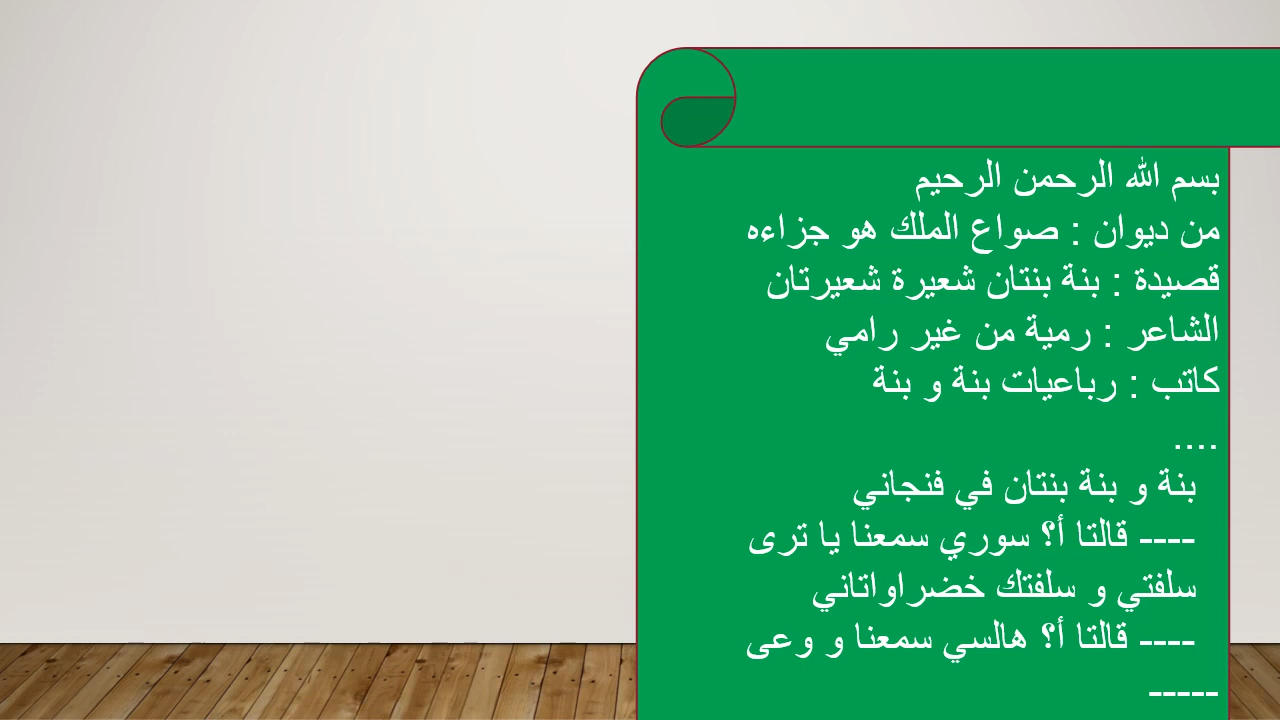 بسم الله الرحمن الرحيم
من ديوان : صواع الملك هو جزاءه
قصيدة : بنة بنتان شعيرة شعيرتان
الشاعر : رمية من غير رامي
كاتب : رباعيات بنة و بنة
....
بنة و بنة بنتان في فنجاني
---- قالتا أ؟ سوري سمعنا يا ترى
سلفتي و سلفتك خضراواتاني
---- قالتا أ؟ هالسي سمعنا و وعى
-----